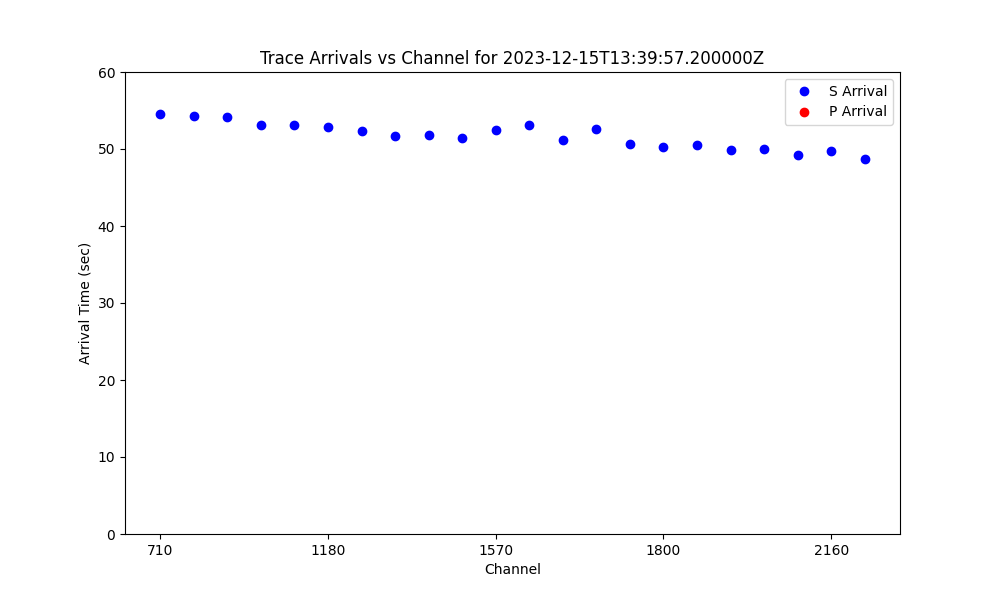 Trace Arrivals vs Channel for 2023-12-15T13:39:57.200000Z
60
50
40
30
20
10
0
Arrival Time (sec)
S Arrival
P Arrival
710 1180 1570 1800 2160
Channel